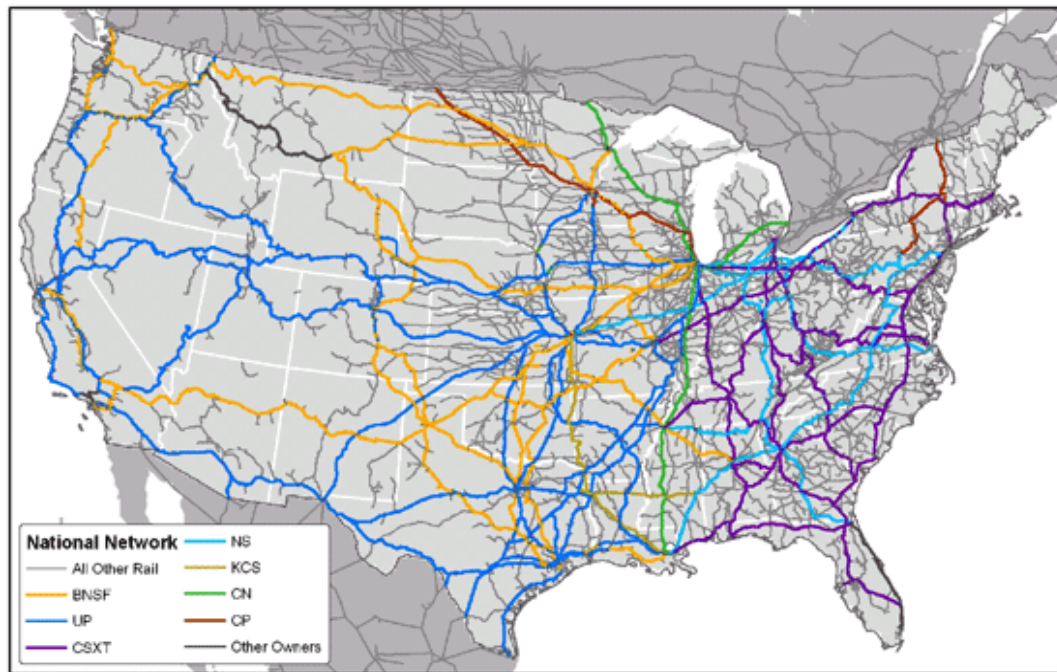 National Network
All Other Rail
BNSF
UP
CSXT
NS
KCS
CN
CP
Other Owners